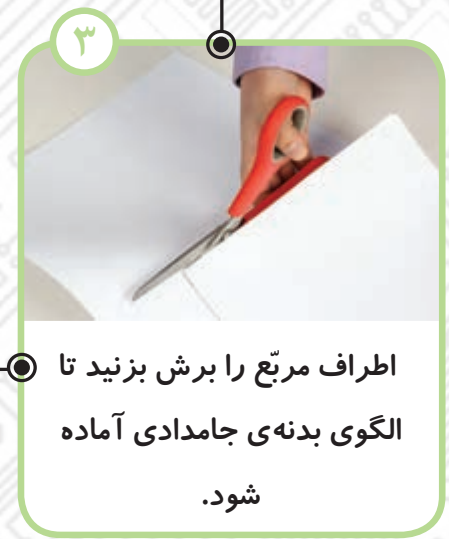 ۳
اطراف مربّع را برش بزنید تا
الگوی بدنه‌ی جامدادی آماده
شود.